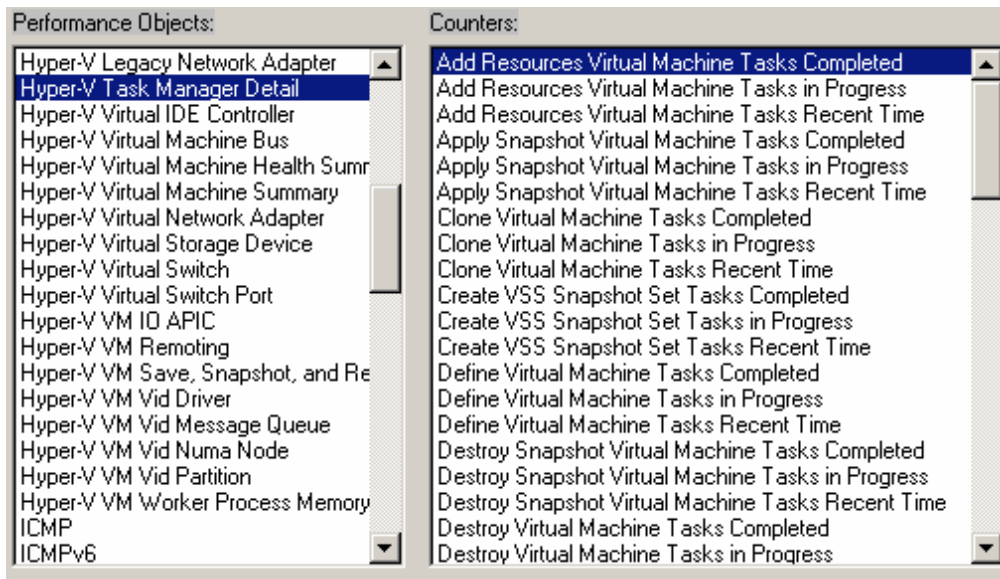 Performance Objects:
Hyper-V Legacy Network Adapter
Hyper-V Task Manager Detail
Hyper-V Virtual IDE Controller
Hyper-V Virtual Machine Bus
Hyper-V Virtual Machine Health Summ
Hyper-V Virtual Machine Summary
Hyper-V Virtual Network Adapter
Hyper-V Virtual Storage Device
Hyper-V Virtual Switch
Hyper-V Virtual Switch Port
Hyper-V VM IO APIC
Hyper-V VM Remoting
Hyper-V VM Save, Snapshot, and Re
Hyper-V VM Vid Driver
Hyper-V VM Vid Message Queue
Hyper-V VM Vid Numa Node
Hyper-V VM Vid Partition
Hyper-V VM Worker Process Memory
ICMP
ICMPv6
Counters:
Add Resources Virtual Machine Tasks Completed
Add Resources Virtual Machine Tasks in Progress
Add Resources Virtual Machine Tasks Recent Time
Apply Snapshot Virtual Machine Tasks Completed
Apply Snapshot Virtual Machine Tasks in Progress
Apply Snapshot Virtual Machine Tasks Recent Time
Clone Virtual Machine Tasks Completed
Clone Virtual Machine Tasks in Progress
Clone Virtual Machine Tasks Recent Time
Create VSS Snapshot Set Tasks Completed
Create VSS Snapshot Set Tasks in Progress
Create VSS Snapshot Set Tasks Recent Time
Define Virtual Machine Tasks Completed
Define Virtual Machine Tasks in Progress
Define Virtual Machine Tasks Recent Time
Destroy Snapshot Virtual Machine Tasks Completed
Destroy Snapshot Virtual Machine Tasks in Progress
Destroy Snapshot Virtual Machine Tasks Recent Time
Destroy Virtual Machine Tasks Completed
Destroy Virtual Machine Tasks in Progress